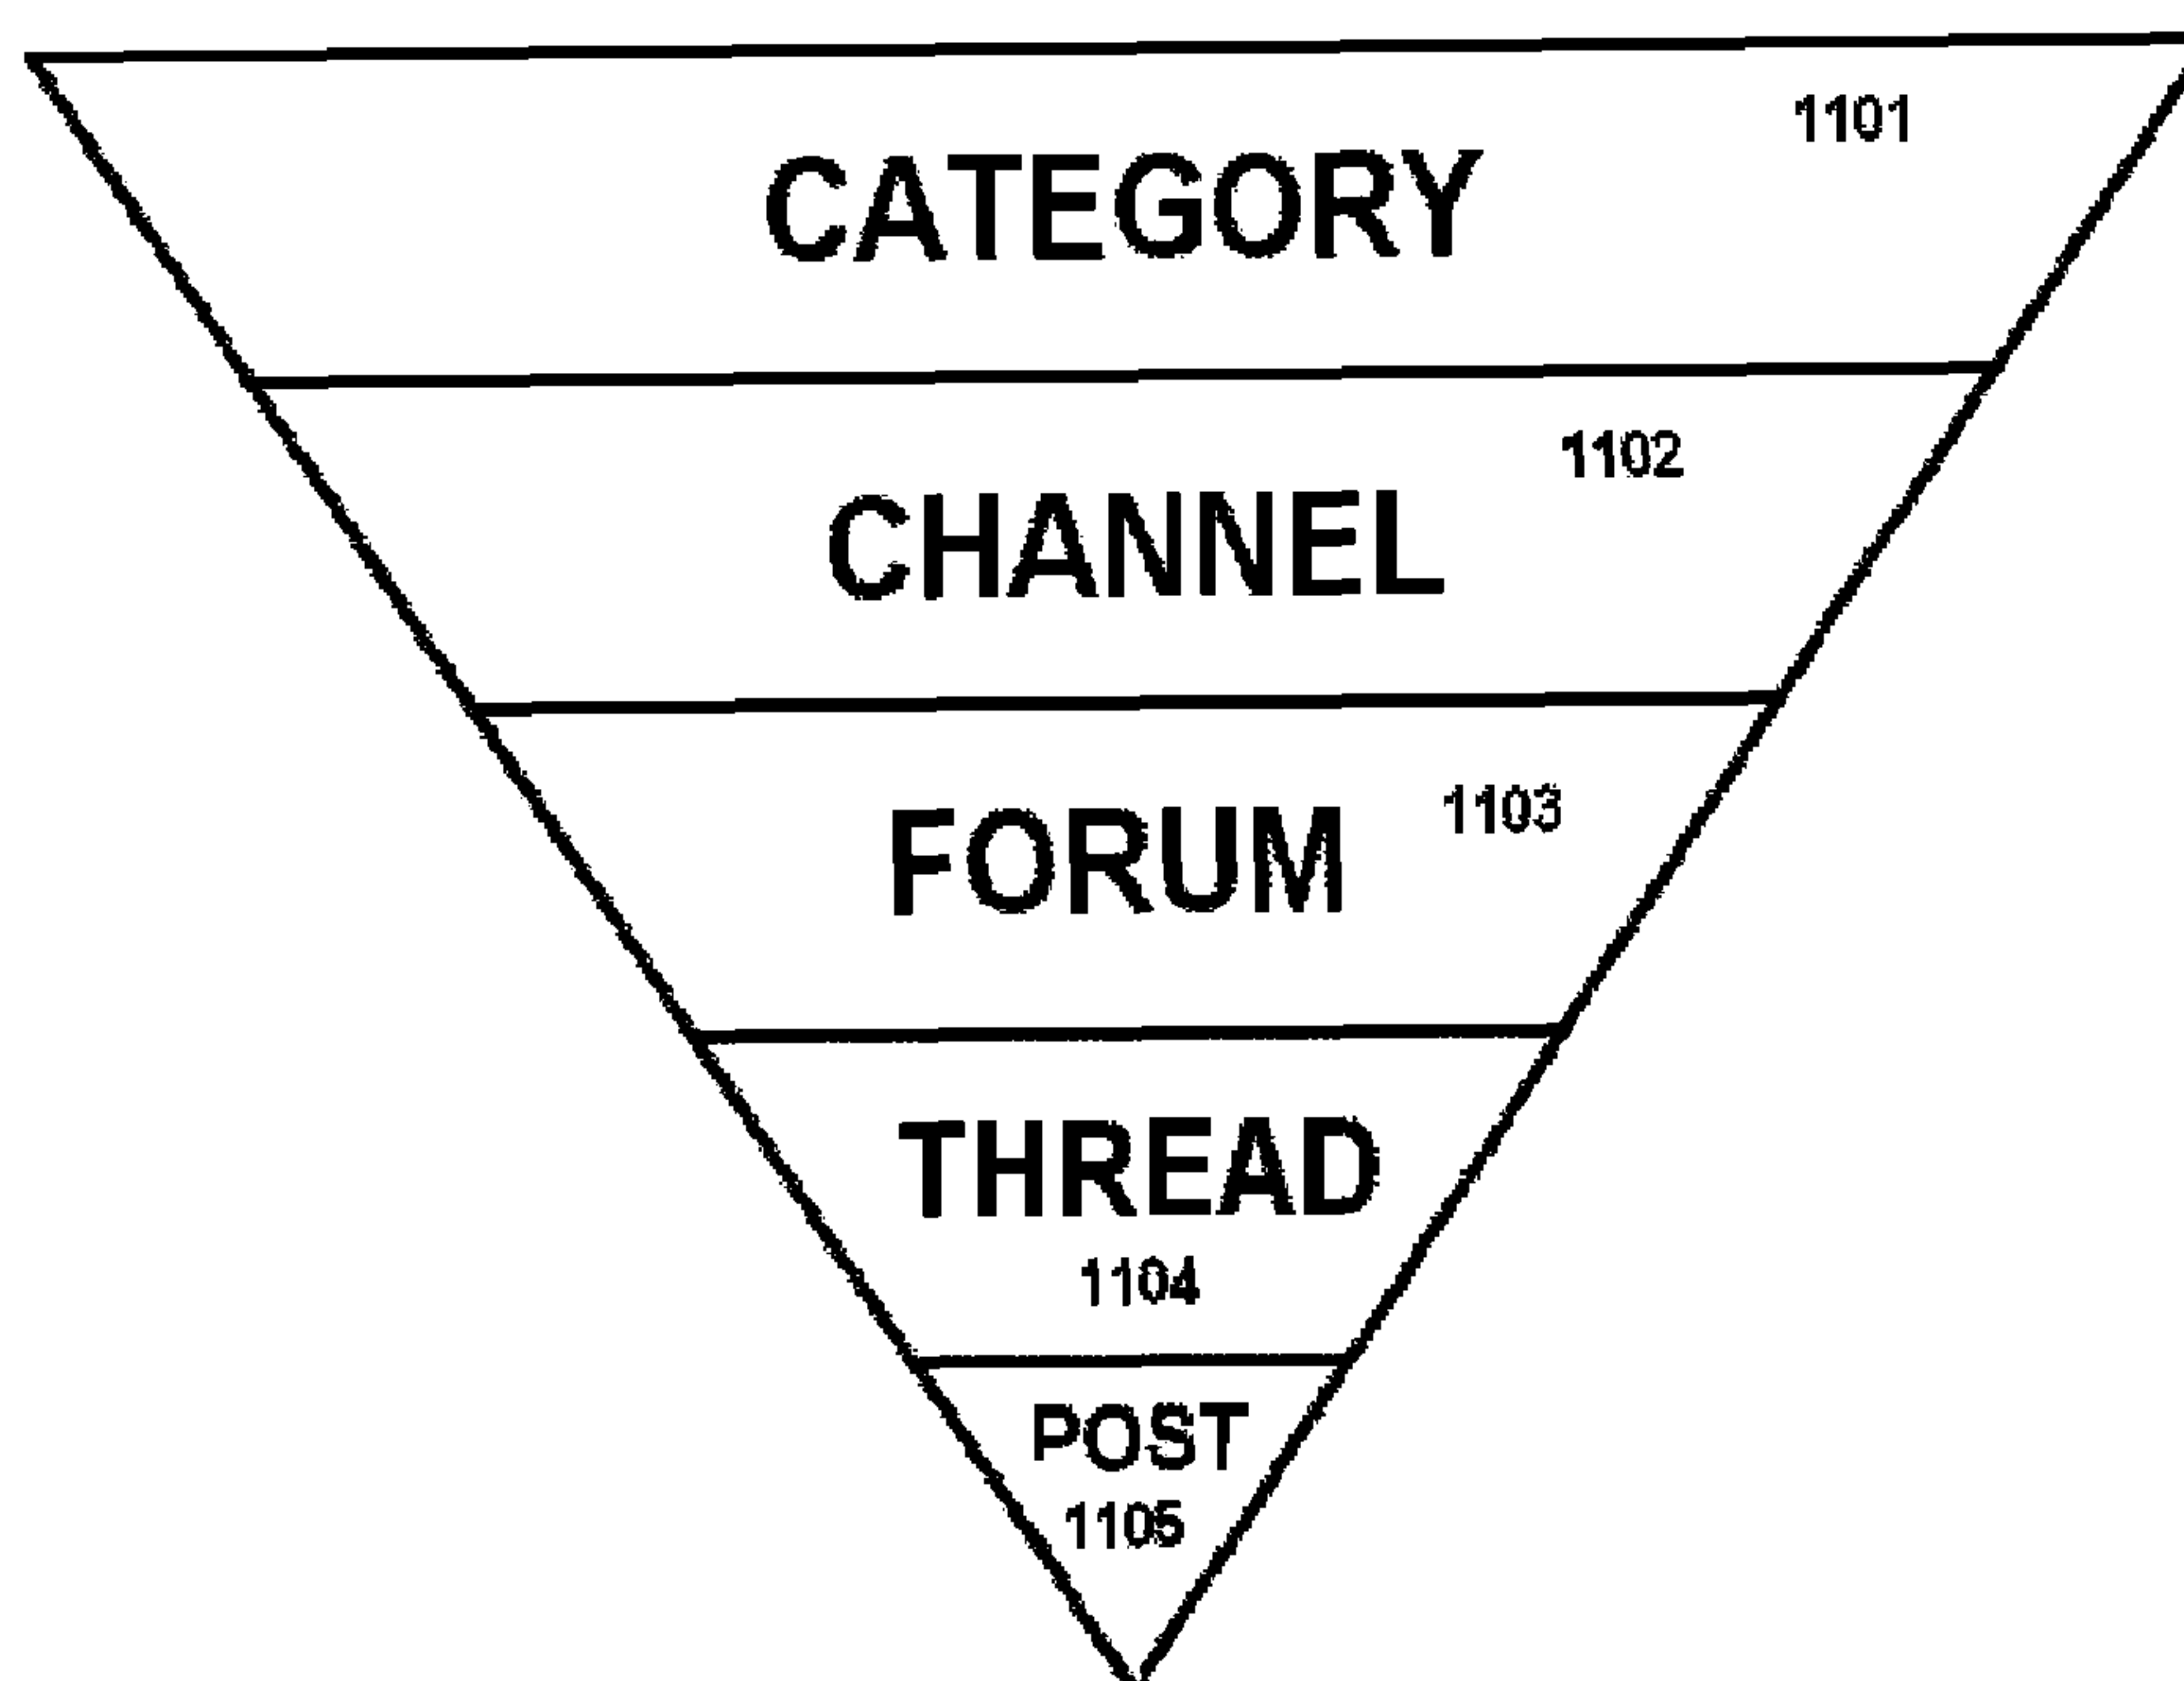 1101
CATEGORY
1102
CHANNEL
1103
FORUM
THREAD
1104
POST
1105